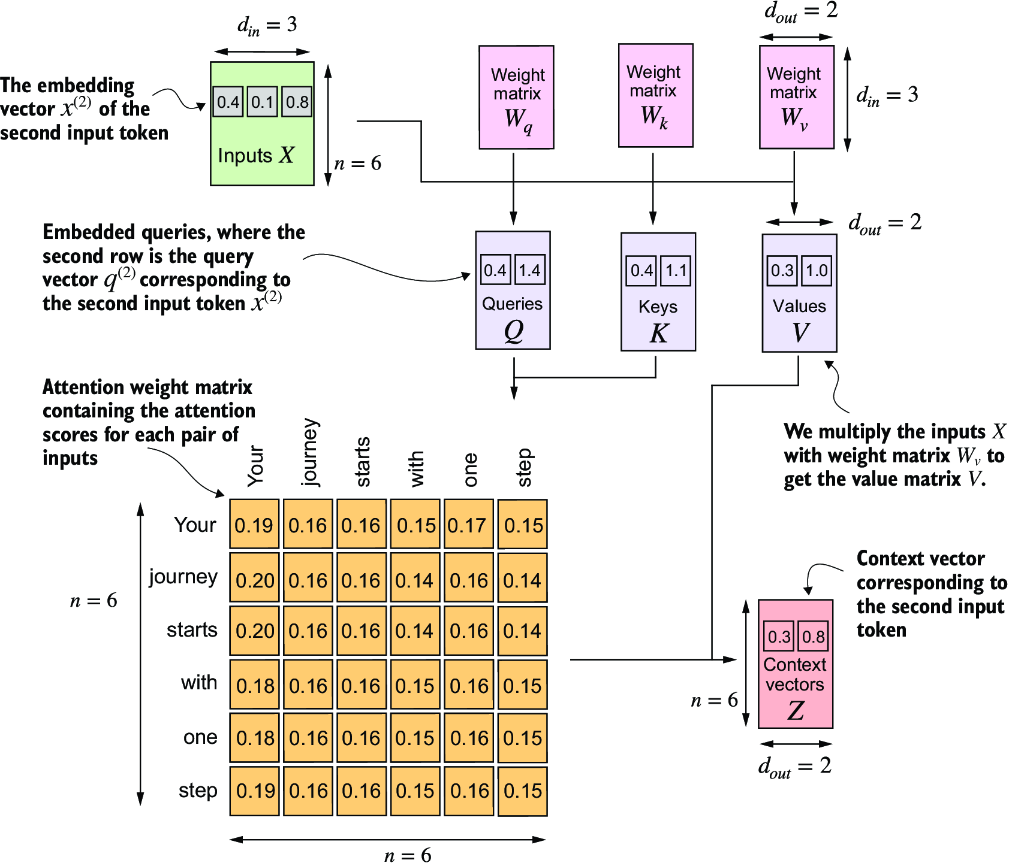 d_in = 3
d_out = 2
The embedding
vector x^(2) of the
second input token
0.4 0.1 0.8
Inputs X
n = 6
Weight
matrix
W_q
Weight
matrix
W_k
Weight
matrix
W_v
d_in = 3
Embedded queries, where the
second row is the query
vector q^(2) corresponding to
the second input token x^(2)
0.4 1.4
Queries
Q
0.4 1.1
Keys
K
d_out = 2
0.3 1.0
Values
V
We multiply the inputs X
with weight matrix W_v to
get the value matrix V.
Attention weight matrix
containing the attention
scores for each pair of
inputs
Your journey starts with one step
Your 0.19 0.16 0.16 0.15 0.17 0.15
journey 0.20 0.16 0.16 0.14 0.16 0.14
starts 0.20 0.16 0.16 0.14 0.16 0.14
with 0.18 0.16 0.16 0.15 0.16 0.15
one 0.18 0.16 0.16 0.15 0.16 0.15
step 0.19 0.16 0.16 0.15 0.16 0.15
n = 6
n = 6
Context vector
corresponding to
the second input
token
0.3 0.8
Context
vectors
Z
n = 6
d_out = 2